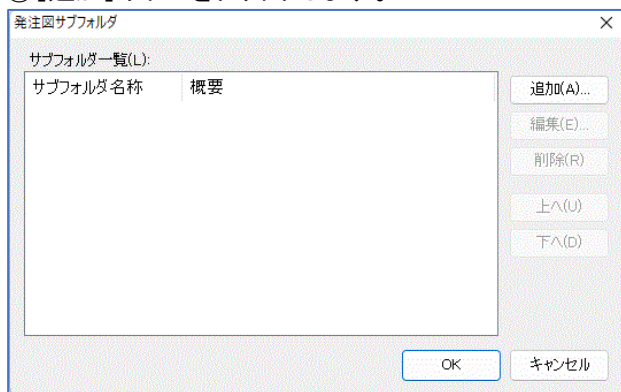 発注図サブフォルダ
サブフォルダ一覧(L):
サブフォルダ名称 概要
追加(A)...
編集(E)...
削除(R)
上へ(U)
下へ(D)
OK キャンセル